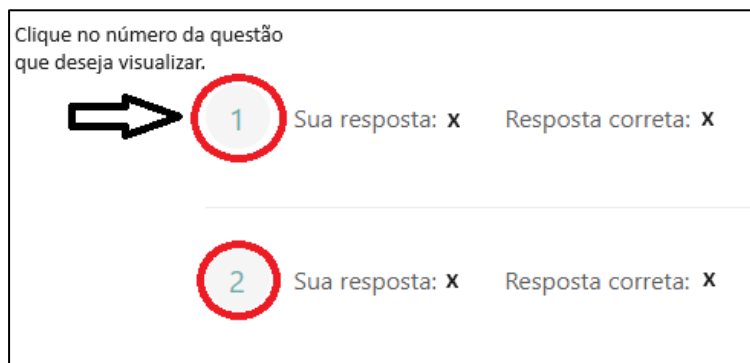 Clique no número da questão
que deseja visualizar.
1 Sua resposta: x Resposta correta: x
2 Sua resposta: x Resposta correta: x